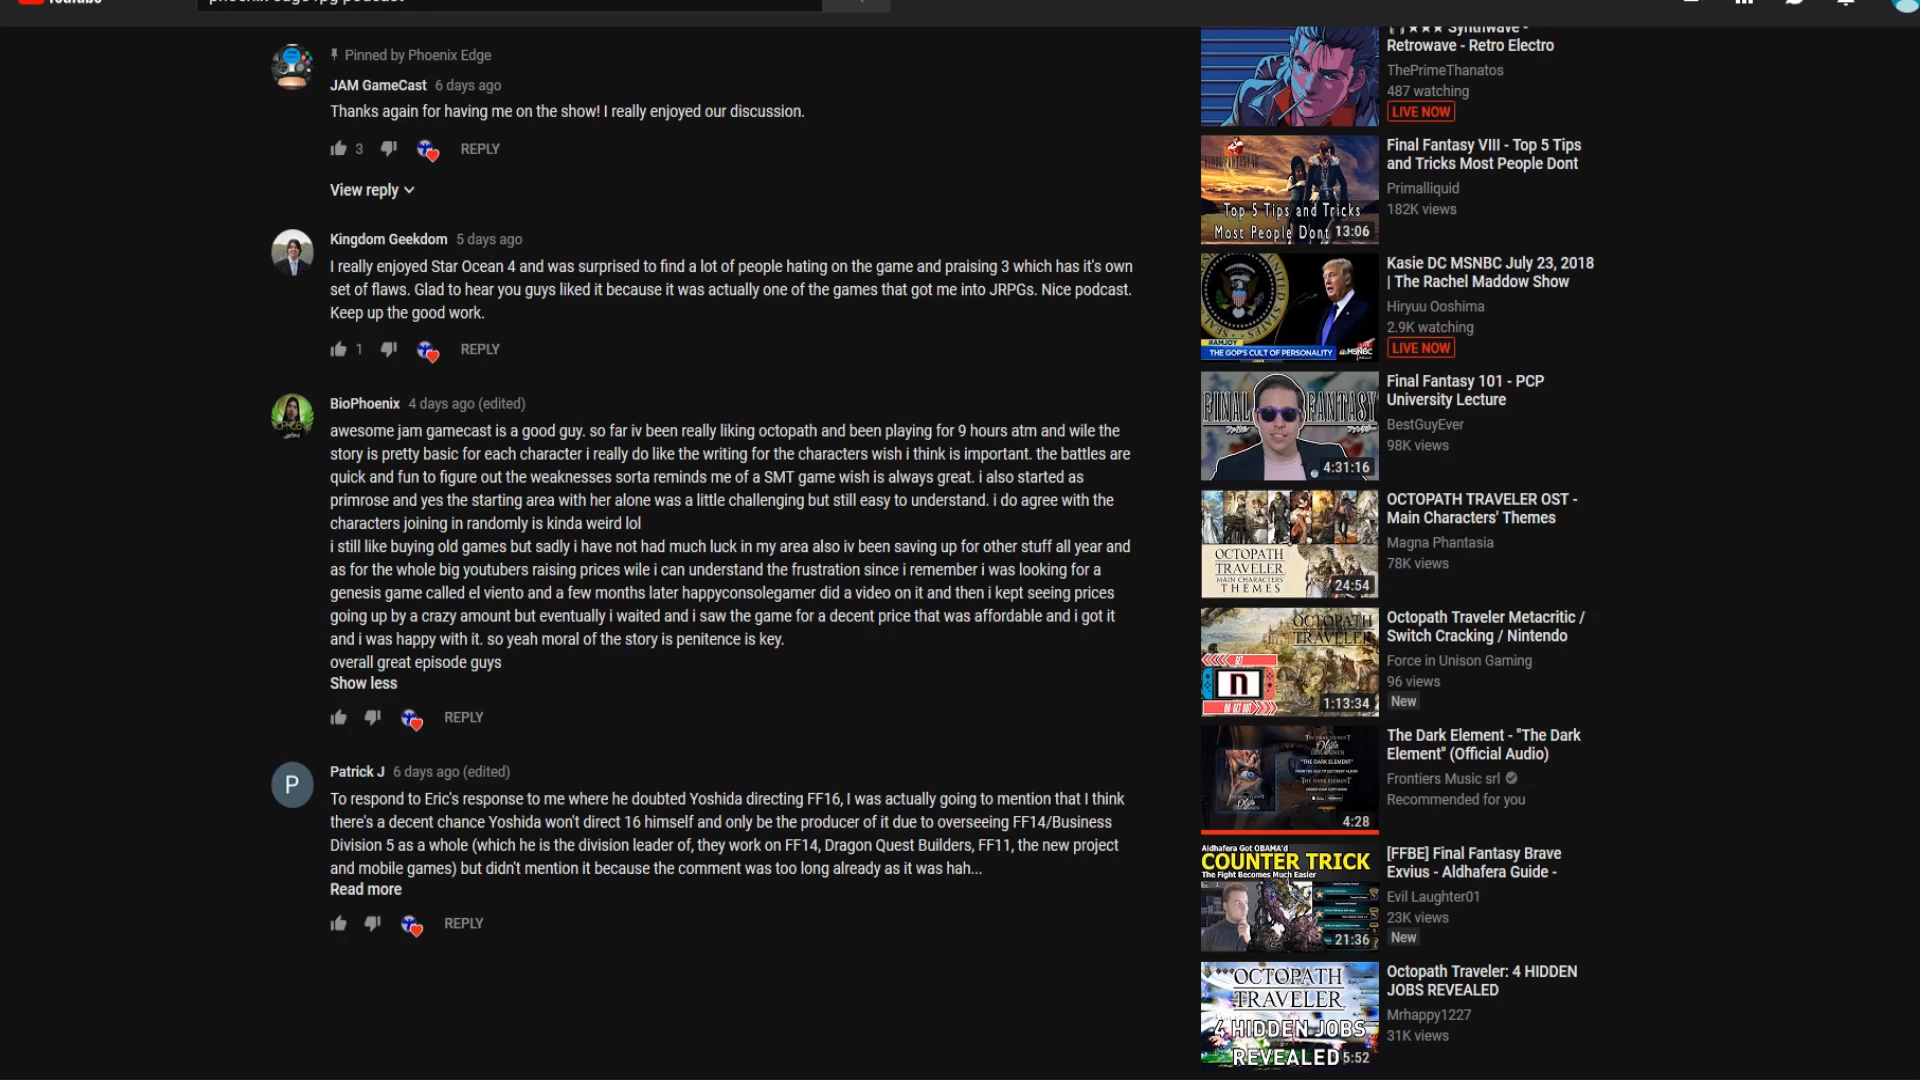 YouTube
phoenix edge rpg podcast
Pinned by Phoenix Edge
JAM GameCast 6 days ago
Thanks again for having me on the show! I really enjoyed our discussion.
3 REPLY
View reply
Kingdom Geekdom 5 days ago
I really enjoyed Star Ocean 4 and was surprised to find a lot of people hating on the game and praising 3 which has it's own
set of flaws. Glad to hear you guys liked it because it was actually one of the games that got me into JRPGs. Nice podcast.
Keep up the good work.
1 REPLY
BioPhoenix 4 days ago (edited)
awesome jam gamecast is a good guy. so far iv been really liking octopath and been playing for 9 hours atm and wile the
story is pretty basic for each character i really do like the writing for the characters wish i think is important. the battles are
quick and fun to figure out the weaknesses sorta reminds me of a SMT game wish is always great. i also started as
primrose and yes the starting area with her alone was a little challenging but still easy to understand. i do agree with the
characters joining in randomly is kinda weird lol
i still like buying old games but sadly i have not had much luck in my area also iv been saving up for other stuff all year and
as for the whole big youtubers raising prices wile i can understand the frustration since i remember i was looking for a
genesis game called el viento and a few months later happyconsolegamer did a video on it and then i kept seeing prices
going up by a crazy amount but eventually i waited and i saw the game for a decent price that was affordable and i got it
and i was happy with it. so yeah moral of the story is penitence is key.
overall great episode guys
Show less
REPLY
P
Patrick J 6 days ago (edited)
To respond to Eric's response to me where he doubted Yoshida directing FF16, I was actually going to mention that I think
there's a decent chance Yoshida won't direct 16 himself and only be the producer of it due to overseeing FF14/Business
Division 5 as a whole (which he is the division leader of, they work on FF14, Dragon Quest Builders, FF11, the new project
and mobile games) but didn't mention it because the comment was too long already as it was hah...
Read more
REPLY
★★★ Synthwave -
Retrowave - Retro Electro
ThePrimeThanatos
487 watching
LIVE NOW
Top 5 Tips and Tricks
Most People Dont 13:06
Final Fantasy VIII - Top 5 Tips
and Tricks Most People Dont
Primalliquid
182K views
#AMJOY
THE GOP'S CULT OF PERSONALITY
MSNBC
Kasie DC MSNBC July 23, 2018
| The Rachel Maddow Show
Hiryuu Ooshima
2.9K watching
LIVE NOW
FINAL FANTASY
4:31:16
Final Fantasy 101 - PCP
University Lecture
BestGuyEver
98K views
OCTOPATH
TRAVELER
MAIN CHARACTERS'
THEMES
24:54
OCTOPATH TRAVELER OST -
Main Characters' Themes
Magna Phantasia
78K views
OCTOPATH
TRAVELER
GET
n
OR GET OUT
1:13:34
Octopath Traveler Metacritic /
Switch Cracking / Nintendo
Force in Unison Gaming
96 views
New
"THE DARK ELEMENT"
4:28
The Dark Element - "The Dark
Element" (Official Audio)
Frontiers Music srl
Recommended for you
Aldhafera Got OBAMA'd
COUNTER TRICK
The Fight Becomes Much Easier
21:36
[FFBE] Final Fantasy Brave
Exvius - Aldhafera Guide -
Evil Laughter01
23K views
New
OCTOPATH
TRAVELER
4 HIDDEN JOBS
REVEALED 5:52
Octopath Traveler: 4 HIDDEN
JOBS REVEALED
Mrhappy1227
31K views